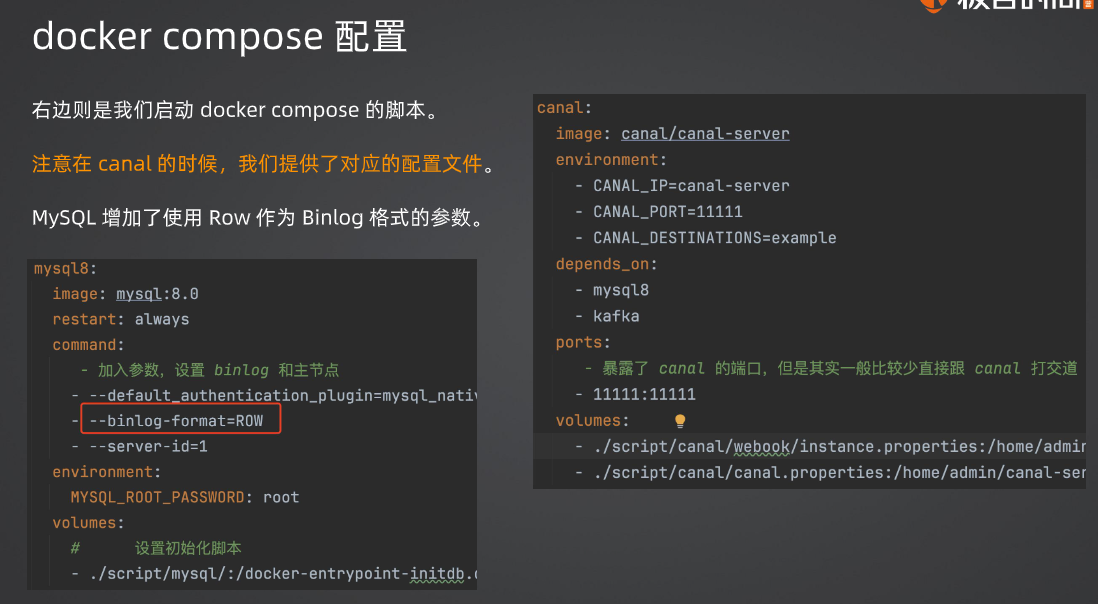 docker compose 配置
右边则是我们启动 docker compose 的脚本。
注意在 canal 的时候，我们提供了对应的配置文件。
MySQL 增加了使用 Row 作为 Binlog 格式的参数。
mysql8:
image: mysql:8.0
restart: always
command:
- 加入参数，设置 binlog 和主节点
- --default_authentication_plugin=mysql_nativ
- --binlog-format=ROW
- --server-id=1
environment:
MYSQL_ROOT_PASSWORD: root
volumes:
# 设置初始化脚本
- ./script/mysql/:/docker-entrypoint-initdb.
canal:
image: canal/canal-server
environment:
- CANAL_IP=canal-server
- CANAL_PORT=11111
- CANAL_DESTINATIONS=example
depends_on:
- mysql8
- kafka
ports:
- 暴露了 canal 的端口，但是其实一般比较少直接跟 canal 打交道
- 11111:11111
volumes:
- ./script/canal/webook/instance.properties:/home/admin
- ./script/canal/canal.properties:/home/admin/canal-ser